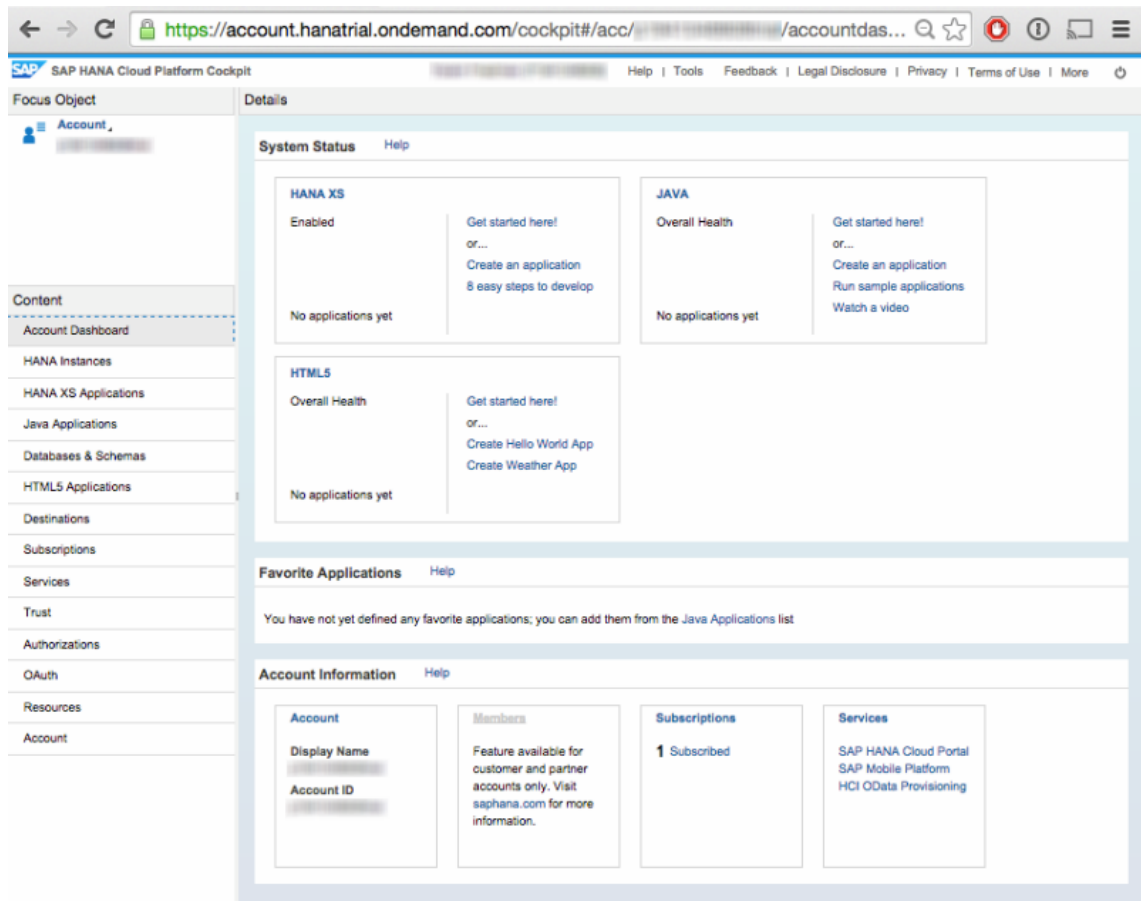 https://account.hanatrial.ondemand.com/cockpit#/acc/ /accountdas...
SAP SAP HANA Cloud Platform Cockpit Help | Tools Feedback | Legal Disclosure | Privacy | Terms of Use | More
Focus Object
Account
Content
Account Dashboard
HANA Instances
HANA XS Applications
Java Applications
Databases & Schemas
HTML5 Applications
Destinations
Subscriptions
Services
Trust
Authorizations
OAuth
Resources
Account
Details
System Status Help
HANA XS
Enabled
No applications yet
Get started here!
or...
Create an application
8 easy steps to develop
JAVA
Overall Health
No applications yet
Get started here!
or...
Create an application
Run sample applications
Watch a video
HTML5
Overall Health
No applications yet
Get started here!
or...
Create Hello World App
Create Weather App
Favorite Applications Help
You have not yet defined any favorite applications; you can add them from the Java Applications list
Account Information Help
Account
Display Name
Account ID
Members
Feature available for
customer and partner
accounts only. Visit
saphana.com for more
information.
Subscriptions
1 Subscribed
Services
SAP HANA Cloud Portal
SAP Mobile Platform
HCI OData Provisioning